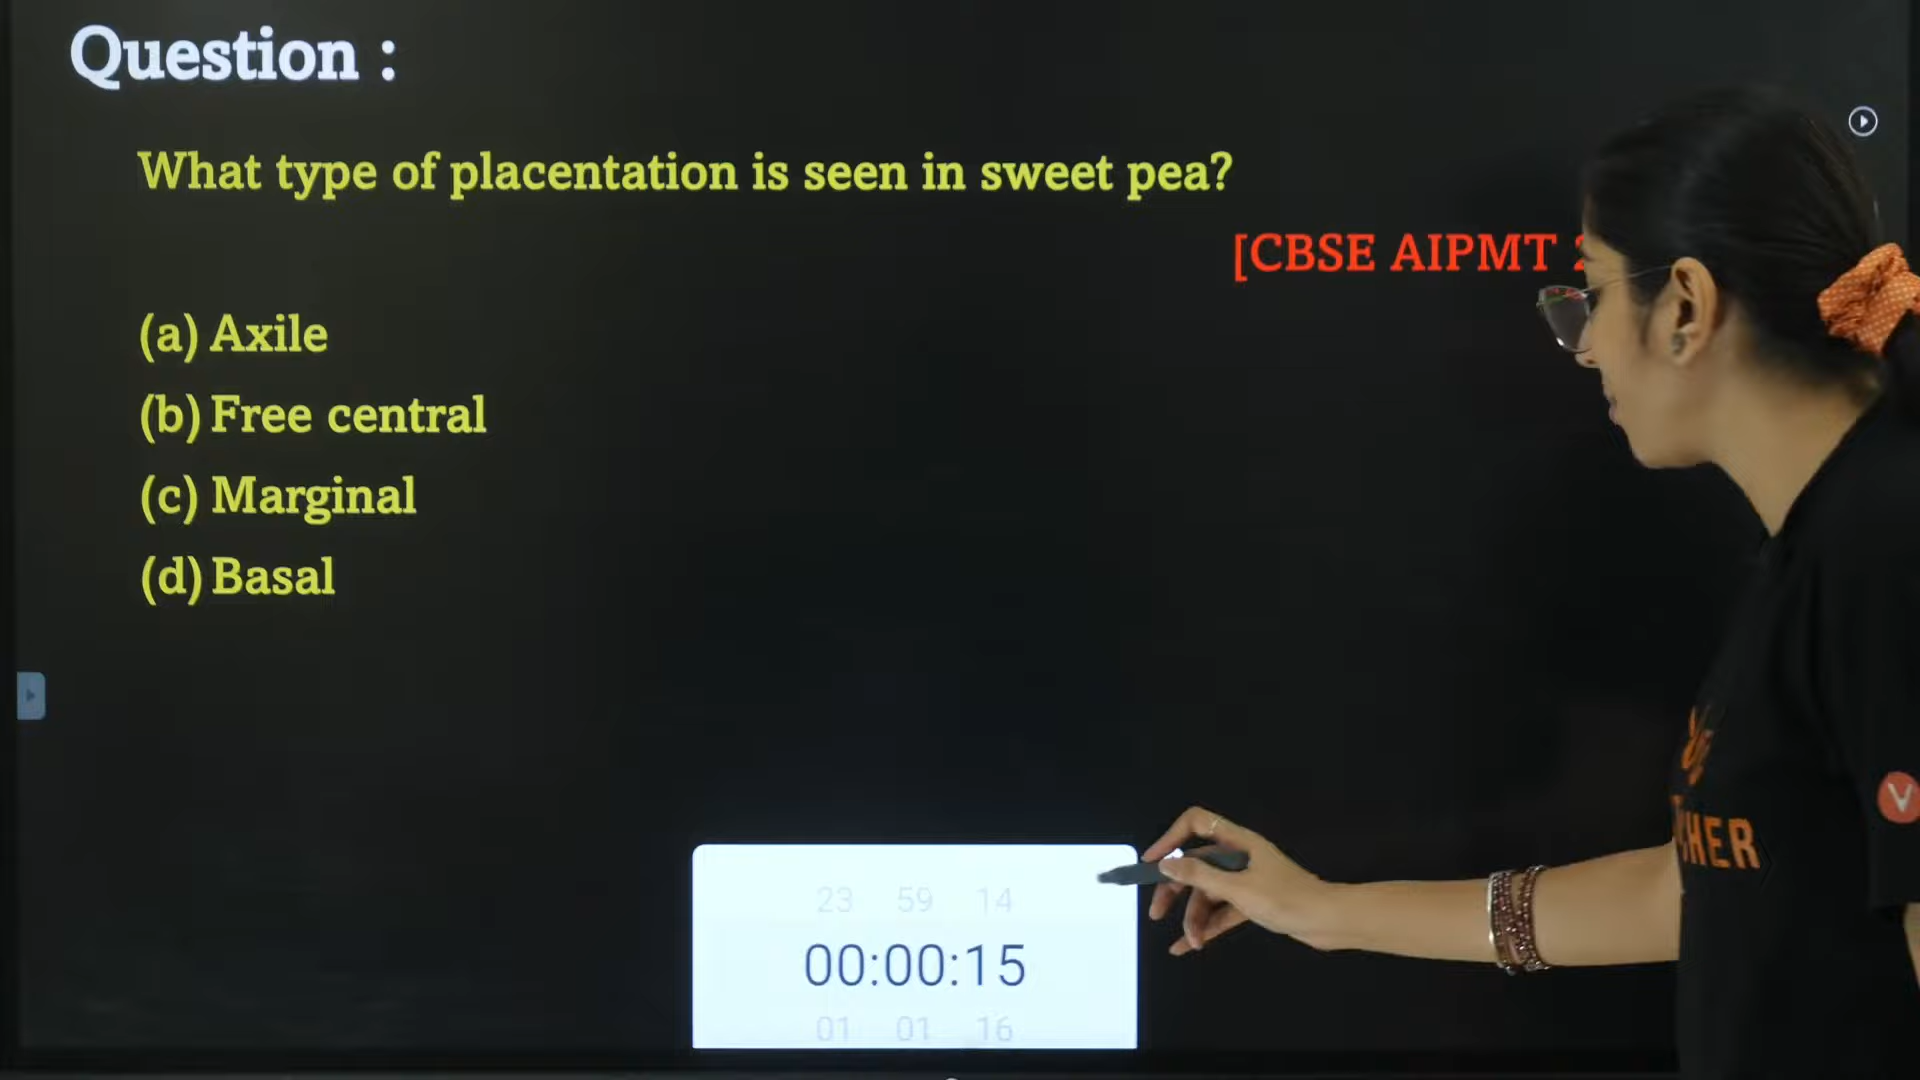 Question :
What type of placentation is seen in sweet pea?
[CBSE AIPMT
(a) Axile
(b) Free central
(c) Marginal
(d) Basal
23 59 14
00:00:15
01 01 16
V